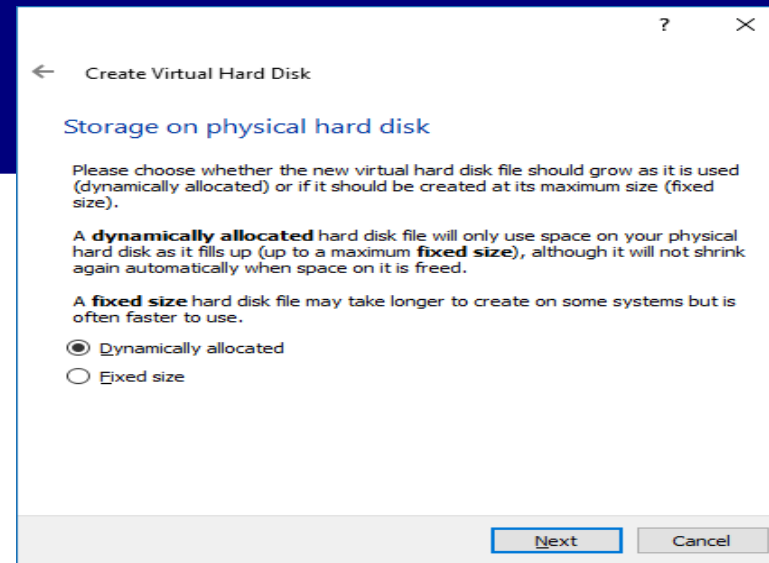 ?
Create Virtual Hard Disk
Storage on physical hard disk
Please choose whether the new virtual hard disk file should grow as it is used
(dynamically allocated) or if it should be created at its maximum size (fixed
size).
A dynamically allocated hard disk file will only use space on your physical
hard disk as it fills up (up to a maximum fixed size), although it will not shrink
again automatically when space on it is freed.
A fixed size hard disk file may take longer to create on some systems but is
often faster to use.
Dynamically allocated
Fixed size
Next Cancel